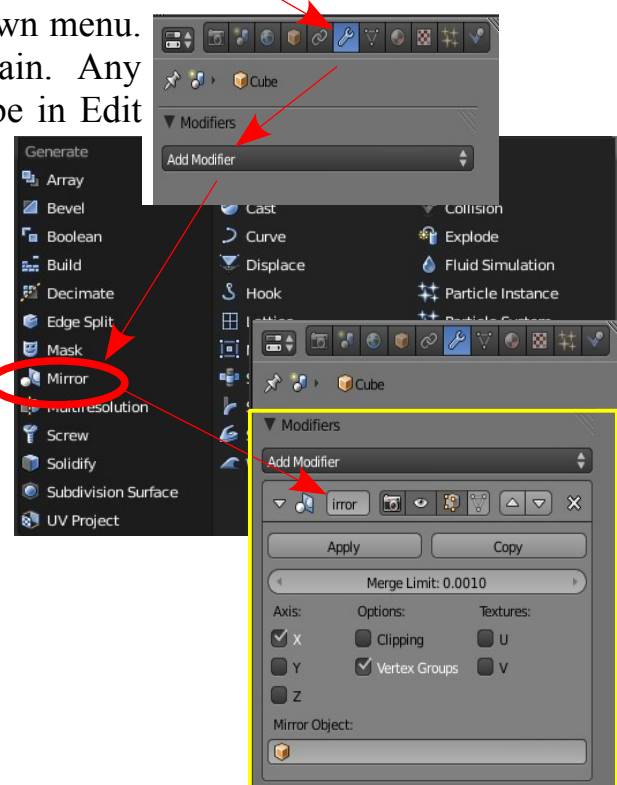 wn menu.
ain. Any
be in Edit
Cube
Modifiers
Add Modifier
Generate
Array
Bevel
Boolean
Build
Decimate
Edge Split
Mask
Mirror
Multiresolution
Screw
Solidify
Subdivision Surface
UV Project
Cast
Curve
Displace
Hook
Collision
Explode
Fluid Simulation
Particle Instance
Cube
Modifiers
Add Modifier
irror
Apply Copy
Merge Limit: 0.0010
Axis: Options: Textures:
X Clipping U
Y Vertex Groups V
Z
Mirror Object: